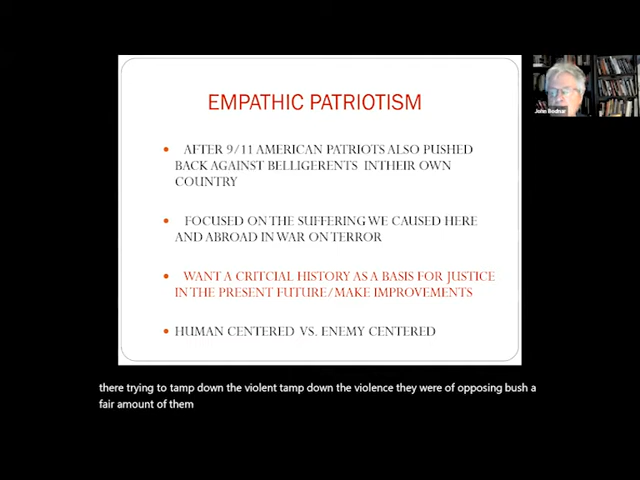 EMPATHIC PATRIOTISM
John Bodnar
AFTER 9/11 AMERICAN PATRIOTS ALSO PUSHED
BACK AGAINST BELLIGERENTS INTHEIR OWN
COUNTRY
FOCUSED ON THE SUFFERING WE CAUSED HERE
AND ABROAD IN WAR ON TERROR
WANT A CRITCIAL HISTORY AS A BASIS FOR JUSTICE
IN THE PRESENT FUTURE/MAKE IMPROVEMENTS
HUMAN CENTERED VS. ENEMY CENTERED
there trying to tamp down the violent tamp down the violence they were of opposing bush a
fair amount of them